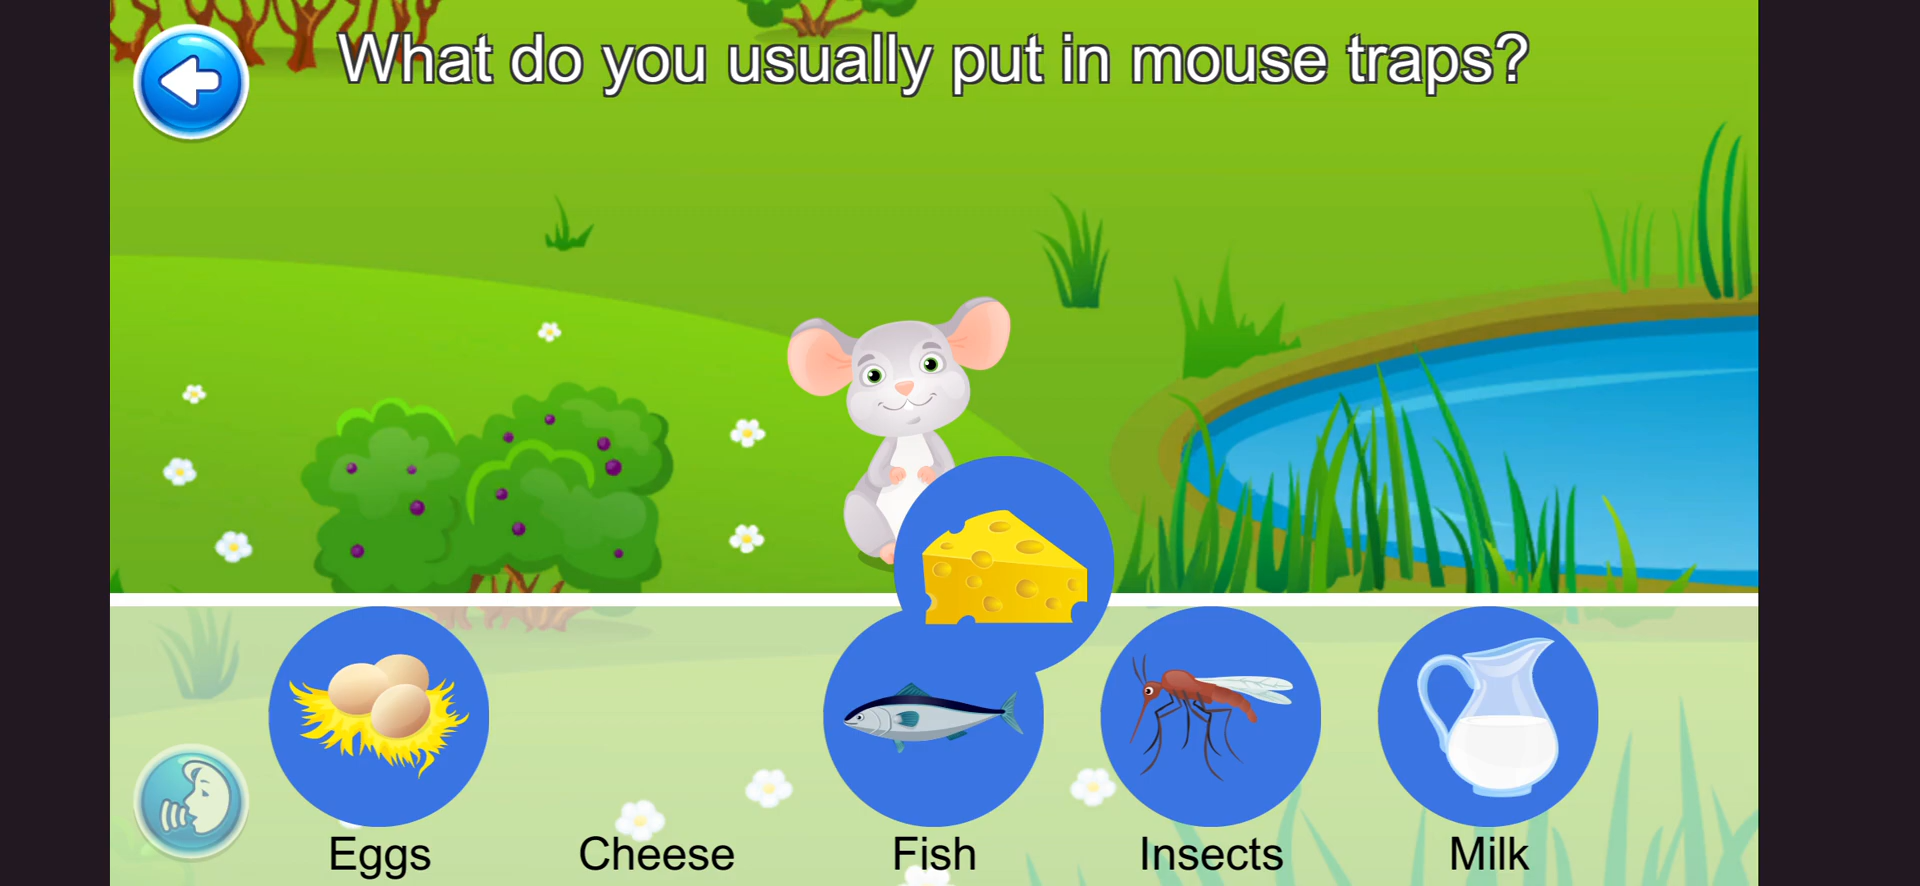 What do you usually put in mouse traps?
Eggs
Cheese
Fish
Insects
Milk